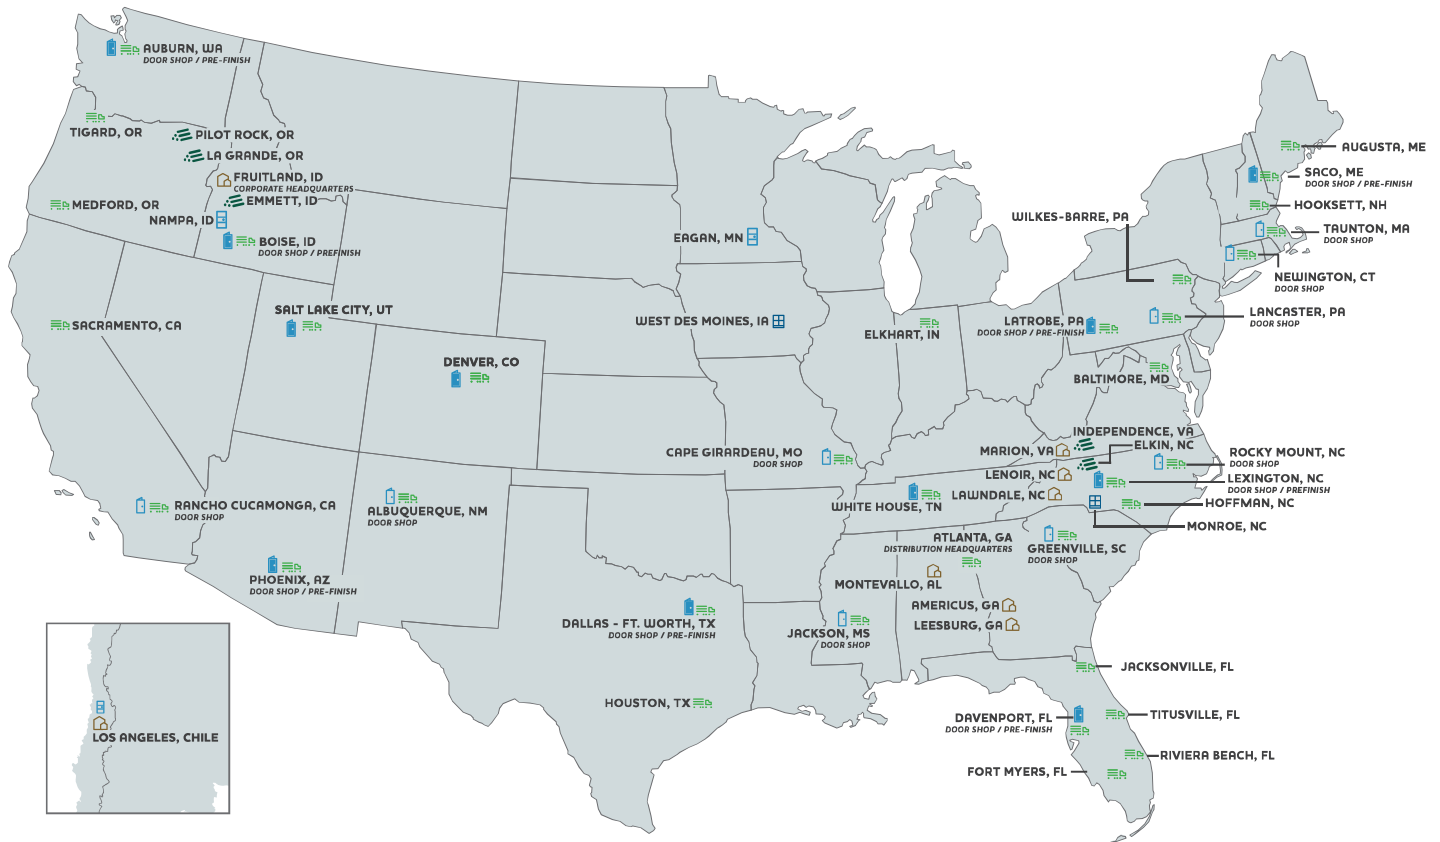 AUBURN, WA
DOOR SHOP / PRE-FINISH
TIGARD, OR
PILOT ROCK, OR
LA GRANDE, OR
FRUITLAND, ID
CORPORATE HEADQUARTERS
EMMETT, ID
MEDFORD, OR
NAMPA, ID
BOISE, ID
DOOR SHOP / PREFINISH
SALT LAKE CITY, UT
SACRAMENTO, CA
DENVER, CO
RANCHO CUCAMONGA, CA
DOOR SHOP
ALBUQUERQUE, NM
DOOR SHOP
PHOENIX, AZ
DOOR SHOP / PRE-FINISH
EAGAN, MN
WEST DES MOINES, IA
ELKHART, IN
CAPE GIRARDEAU, MO
DOOR SHOP
WHITE HOUSE, TN
DALLAS - FT. WORTH, TX
DOOR SHOP / PRE-FINISH
HOUSTON, TX
JACKSON, MS
DOOR SHOP
MONTEVALLO, AL
ATLANTA, GA
DISTRIBUTION HEADQUARTERS
AMERICUS, GA
LEESBURG, GA
GREENVILLE, SC
DOOR SHOP
AUGUSTA, ME
SACO, ME
DOOR SHOP / PRE-FINISH
HOOKSETT, NH
TAUNTON, MA
DOOR SHOP
NEWINGTON, CT
DOOR SHOP
WILKES-BARRE, PA
LANCASTER, PA
DOOR SHOP
LATROBE, PA
DOOR SHOP / PRE-FINISH
BALTIMORE, MD
INDEPENDENCE, VA
ELKIN, NC
MARION, VA
LENOIR, NC
LAWNDALE, NC
ROCKY MOUNT, NC
DOOR SHOP
LEXINGTON, NC
DOOR SHOP / PREFINISH
HOFFMAN, NC
MONROE, NC
JACKSONVILLE, FL
DAVENPORT, FL
DOOR SHOP / PRE-FINISH
TITUSVILLE, FL
RIVIERA BEACH, FL
FORT MYERS, FL
LOS ANGELES, CHILE